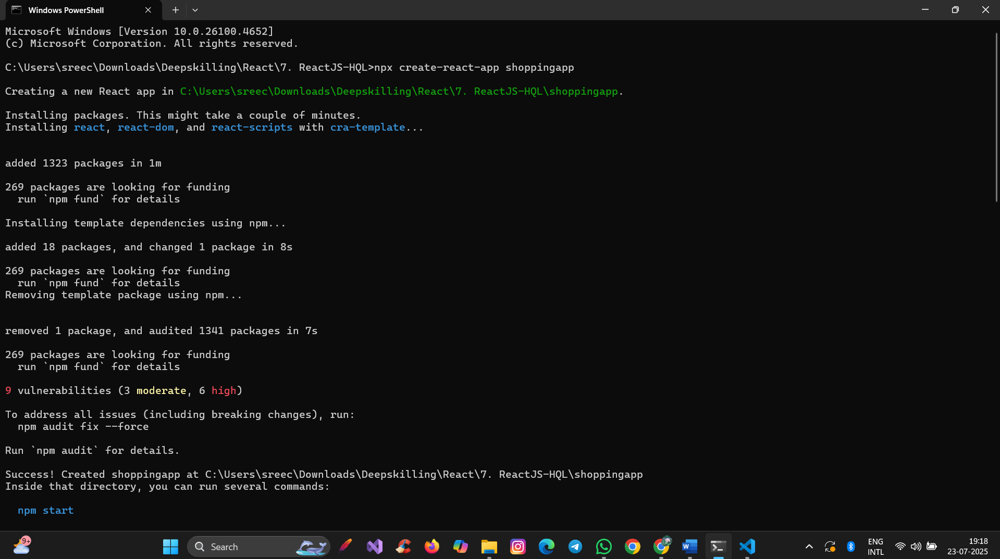 Windows PowerShell
Microsoft Windows [Version 10.0.26100.4652]
(c) Microsoft Corporation. All rights reserved.
C:\Users\sreec\Downloads\Deepskilling\React\7. ReactJS-HQL>npx create-react-app shoppingapp
Creating a new React app in C:\Users\sreec\Downloads\Deepskilling\React\7. ReactJS-HQL\shoppingapp.
Installing packages. This might take a couple of minutes.
Installing react, react-dom, and react-scripts with cra-template...
added 1323 packages in 1m
269 packages are looking for funding
  run `npm fund` for details
Installing template dependencies using npm...
added 18 packages, and changed 1 package in 8s
269 packages are looking for funding
  run `npm fund` for details
Removing template package using npm...
removed 1 package, and audited 1341 packages in 7s
269 packages are looking for funding
  run `npm fund` for details
9 vulnerabilities (3 moderate, 6 high)
To address all issues (including breaking changes), run:
  npm audit fix --force
Run `npm audit` for details.
Success! Created shoppingapp at C:\Users\sreec\Downloads\Deepskilling\React\7. ReactJS-HQL\shoppingapp
Inside that directory, you can run several commands:
  npm start
9+
Search
W
ENG
INTL
19:18
23-07-2025